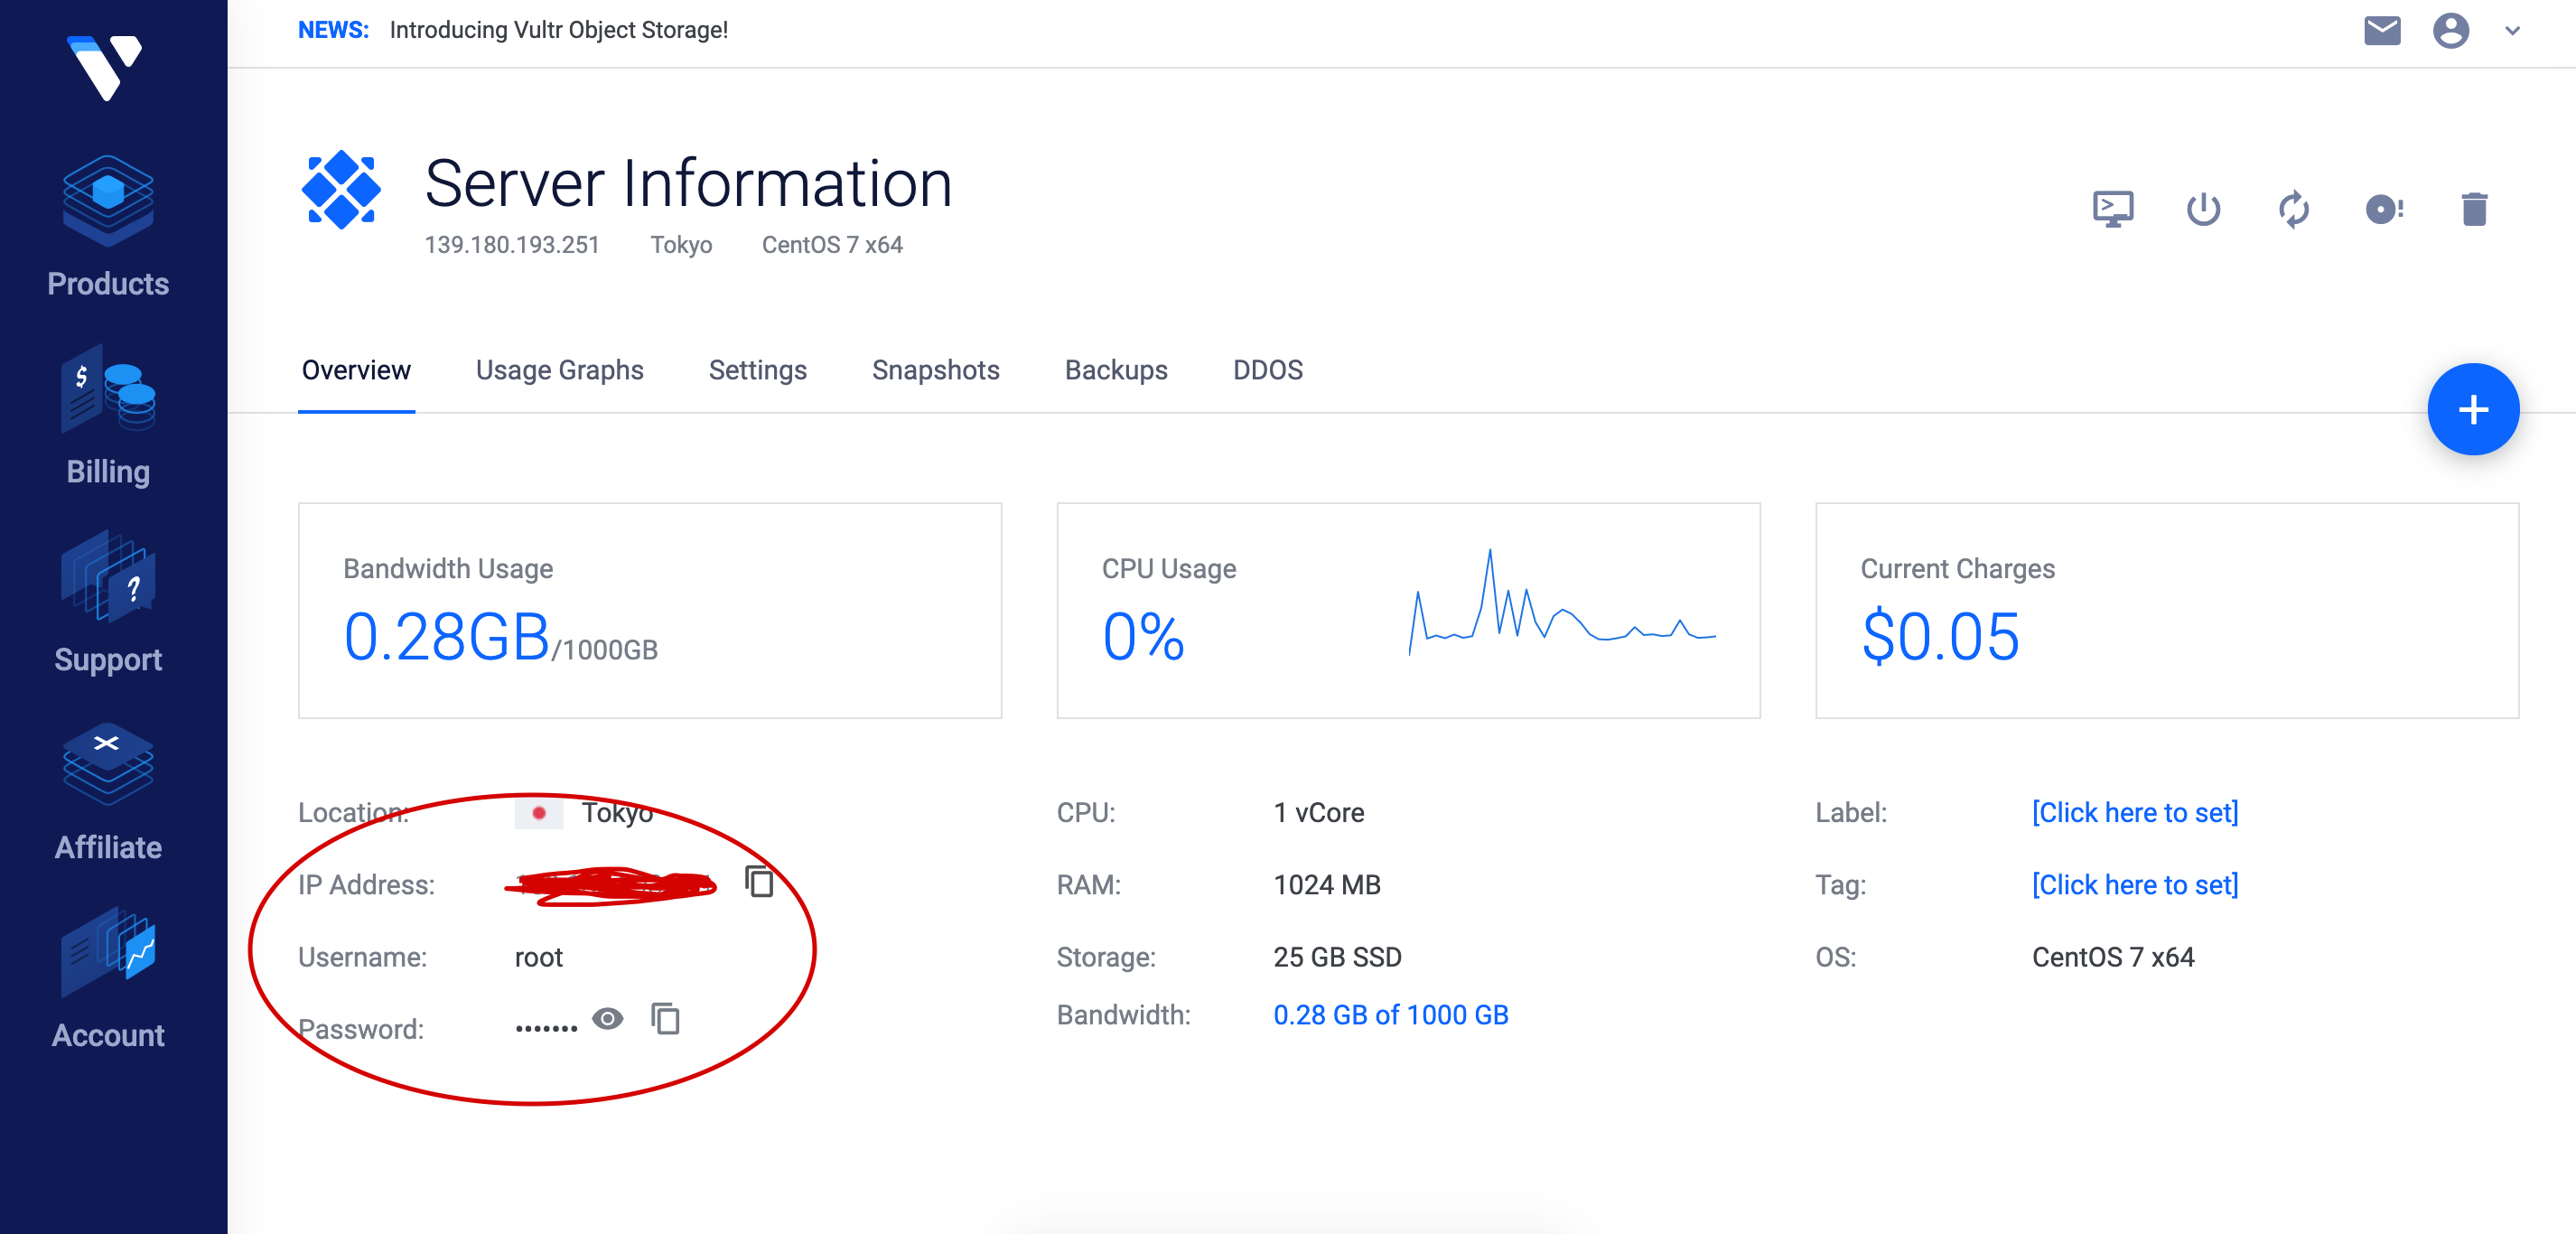 NEWS: Introducing Vultr Object Storage!
Server Information
139.180.193.251 Tokyo CentOS 7 x64
Products
Billing
Support
Affiliate
Account
Overview Usage Graphs Settings Snapshots Backups DDOS
Bandwidth Usage
0.28GB/1000GB
CPU Usage
0%
Current Charges
$0.05
Location: Tokyo
IP Address:
Username: root
Password: •••••••
CPU: 1 vCore
RAM: 1024 MB
Storage: 25 GB SSD
Bandwidth: 0.28 GB of 1000 GB
Label: [Click here to set]
Tag: [Click here to set]
OS: CentOS 7 x64